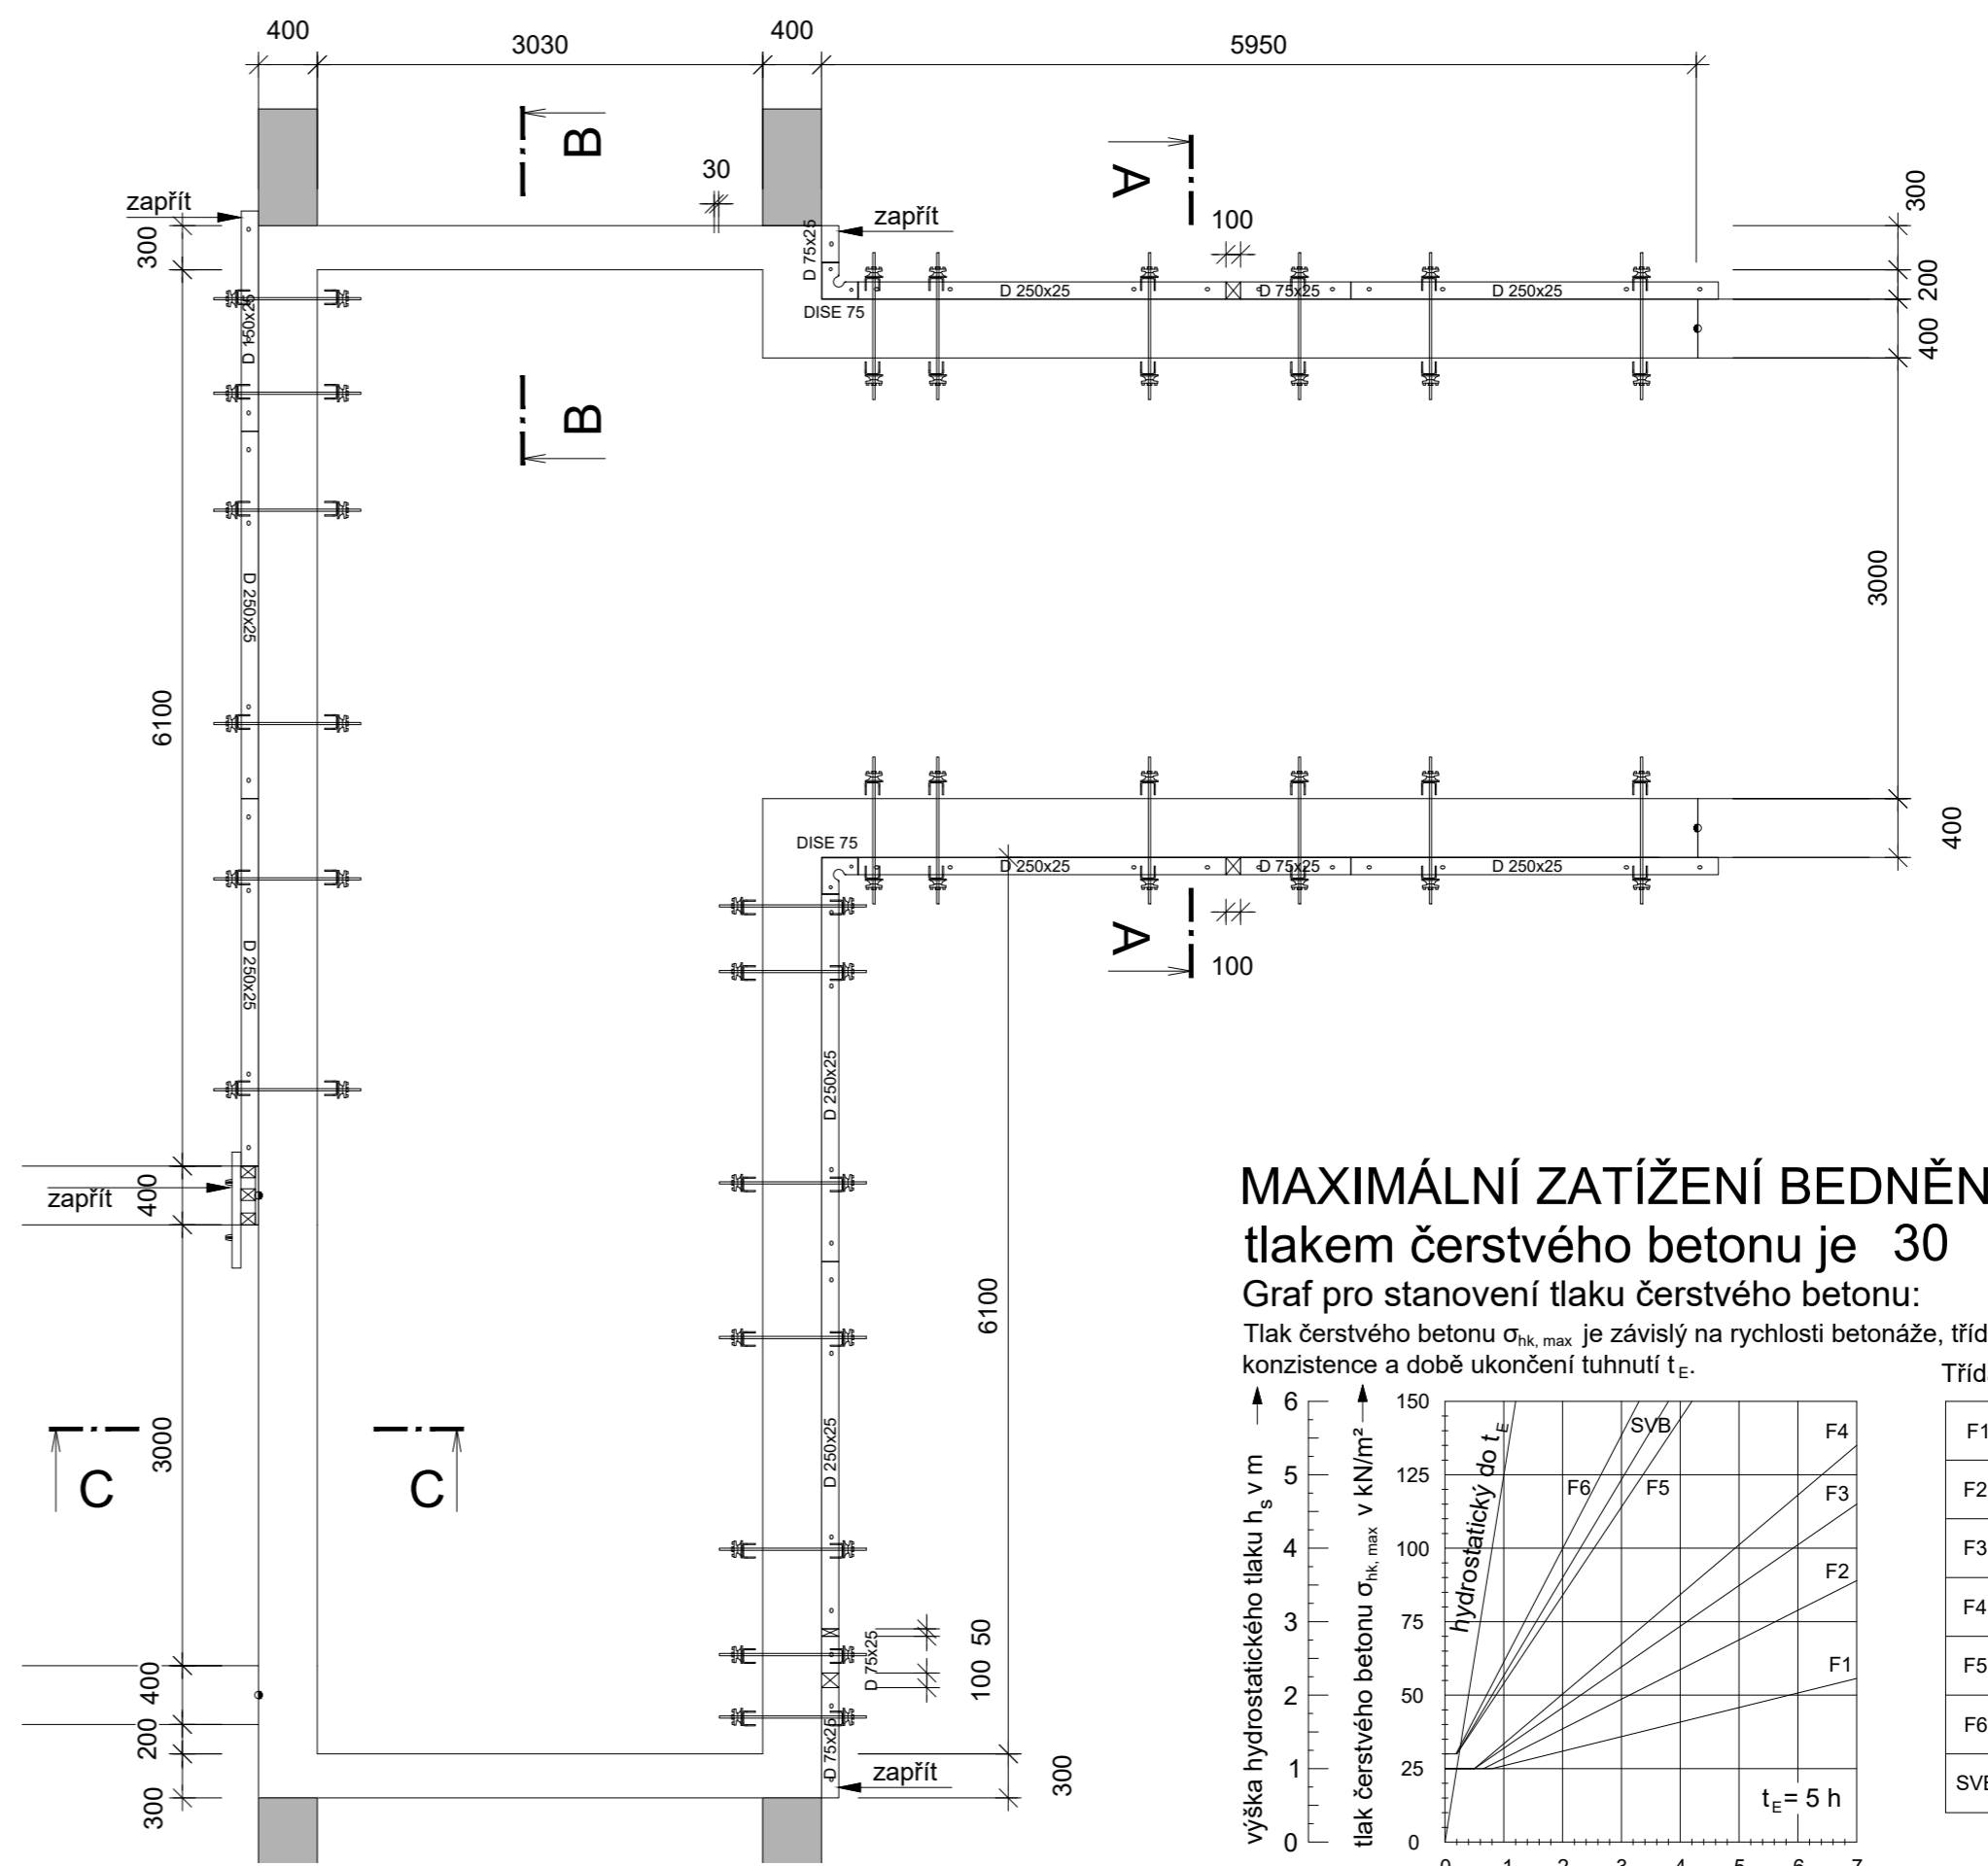 400
3030
400
5950
B
A
30
100
zapřít
zapřít
300
300
D 75x25
D 250x25
D 75x25
D 250x25
200
DISE 75
D 150x25
400
B
D 250x25
3000
6100
DISE 75
D 250x25
D 75x25
D 250x25
400
A
100
D 250x25
D 250x25
zapřít
400
6100
D 250x25
C
C
3000
D 75x25
50
100
400
200
300
D 75x25
zapřít
300
MAXIMÁLNÍ ZATÍŽENÍ BEDNĚN
tlakem čerstvého betonu je 30
Graf pro stanovení tlaku čerstvého betonu:
Tlak čerstvého betonu σhk, max je závislý na rychlosti betonáže, tříd
konzistence a době ukončení tuhnutí tE.
Tříd
výška hydrostatického tlaku hs v m
6
5
4
3
2
1
0
tlak čerstvého betonu σhk, max v kN/m²
150
125
100
75
50
25
0
hydrostatický do tE
SVB
F6
F5
F4
F3
F2
F1
tE= 5 h
0 1 2 3 4 5 6 7
F1
F2
F3
F4
F5
F6
SVB